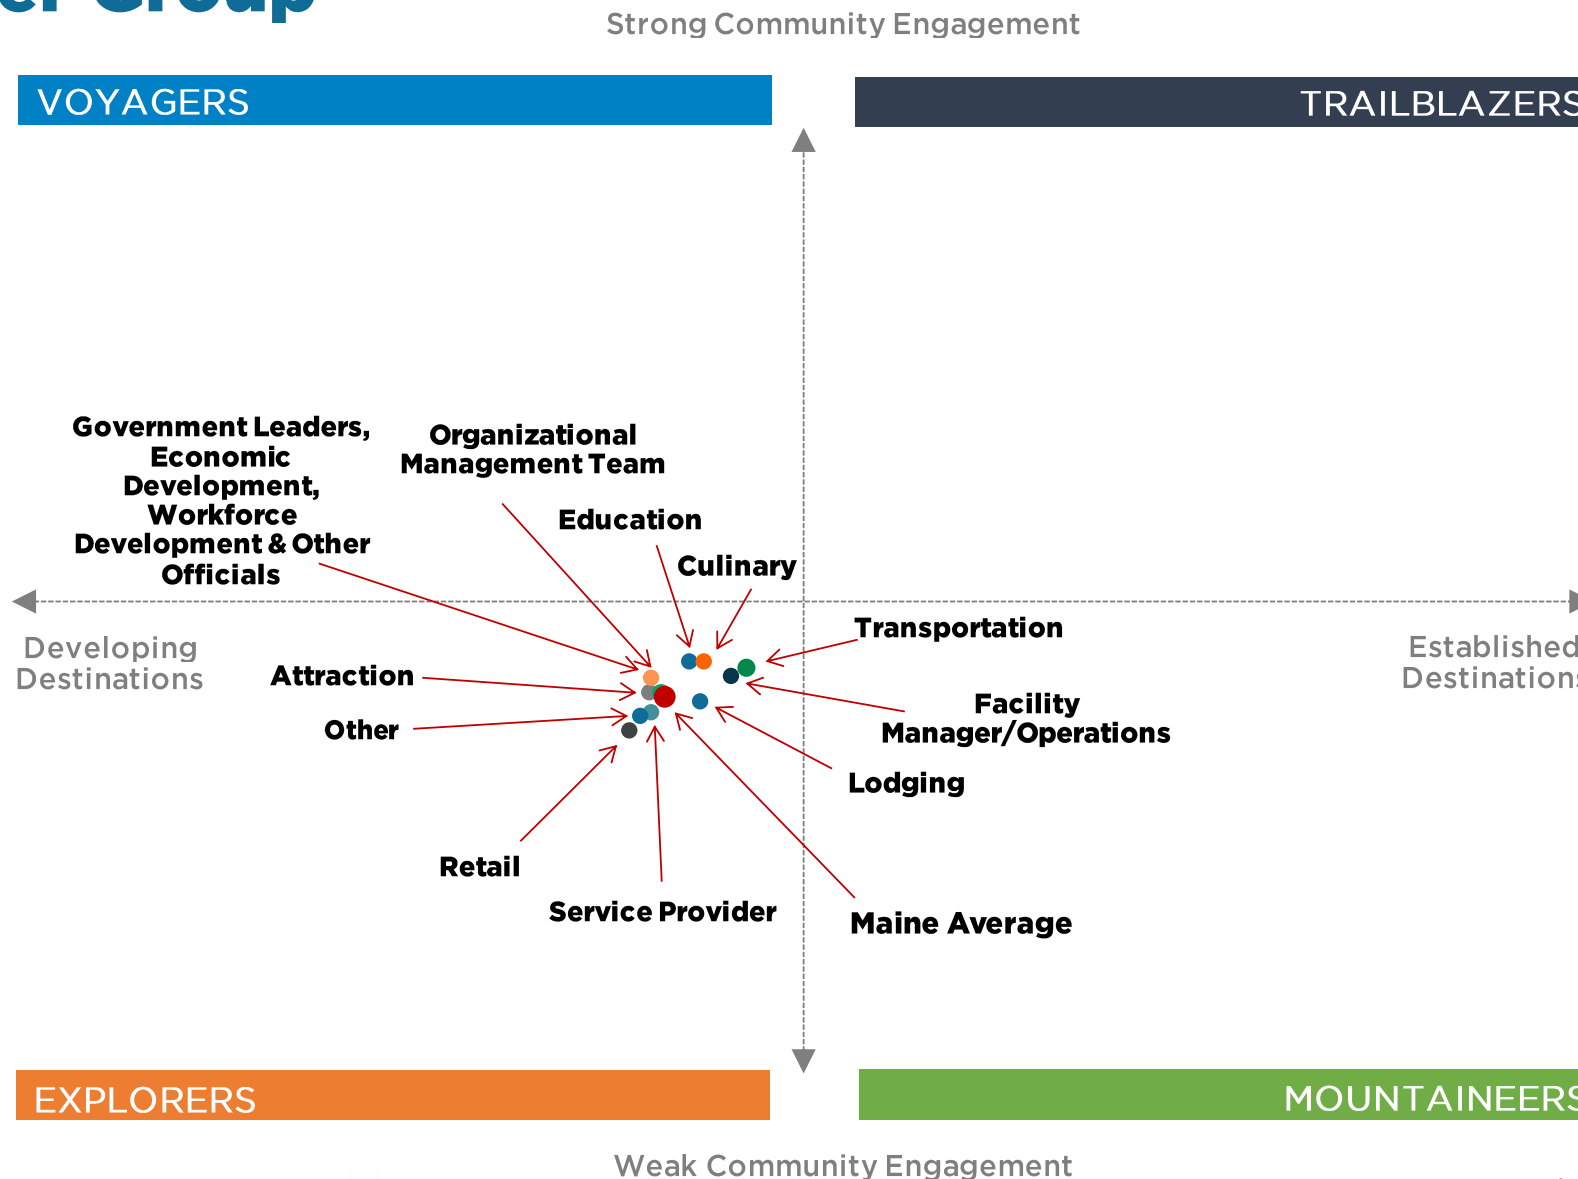 Group
Strong Community Engagement
VOYAGERS
TRAILBLAZERS
Government Leaders,
Economic
Development,
Workforce
Development & Other
Officials
Organizational
Management Team
Education
Culinary
Developing
Destinations
Transportation
Established
Destinations
Attraction
Other
Facility
Manager/Operations
Lodging
Retail
Service Provider
Maine Average
EXPLORERS
MOUNTAINEERS
Weak Community Engagement